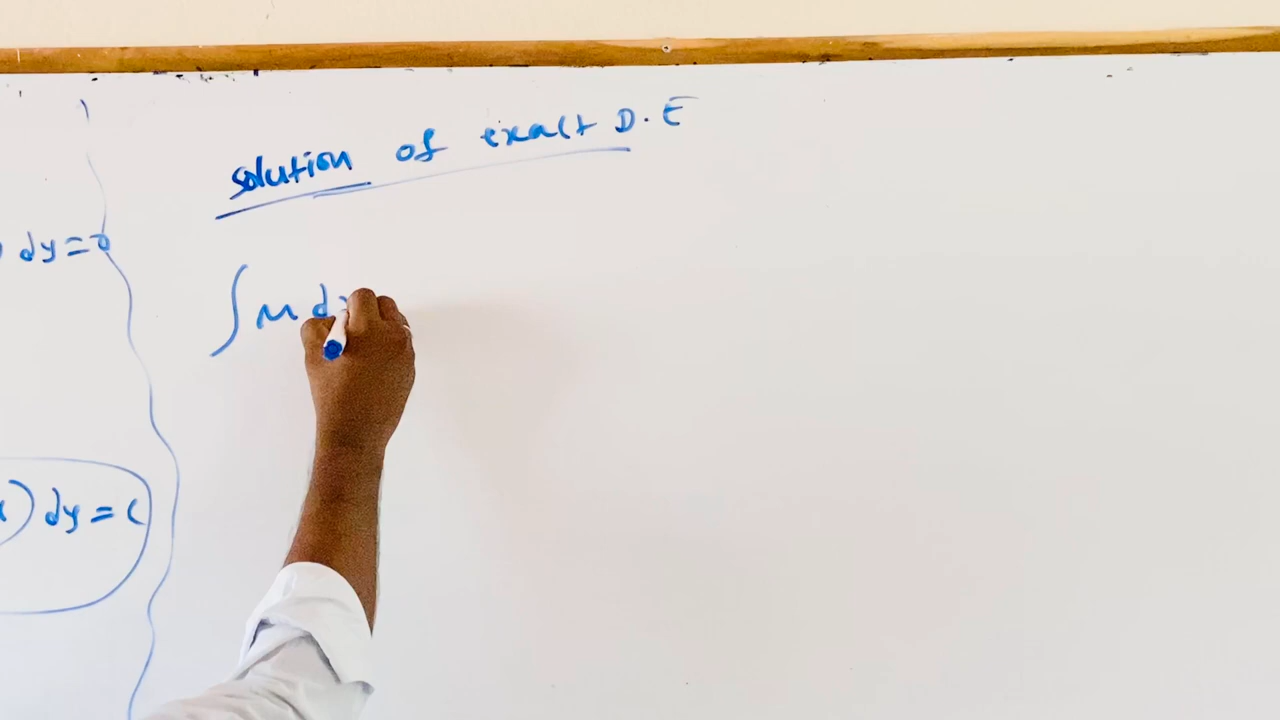 solution of exact D.E
dy=0
∫ M d
) dy = c